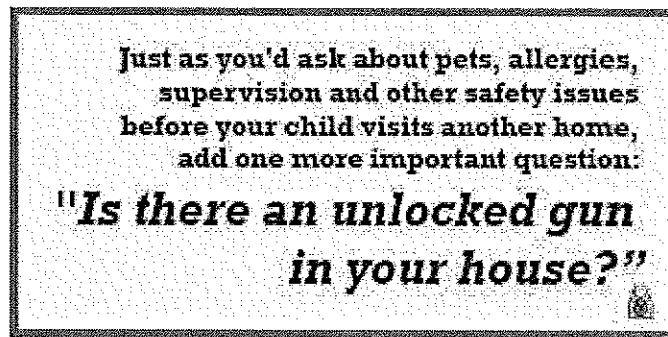 Just as you'd ask about pets, allergies,
supervision and other safety issues
before your child visits another home,
add one more important question:
"Is there an unlocked gun
in your house?”